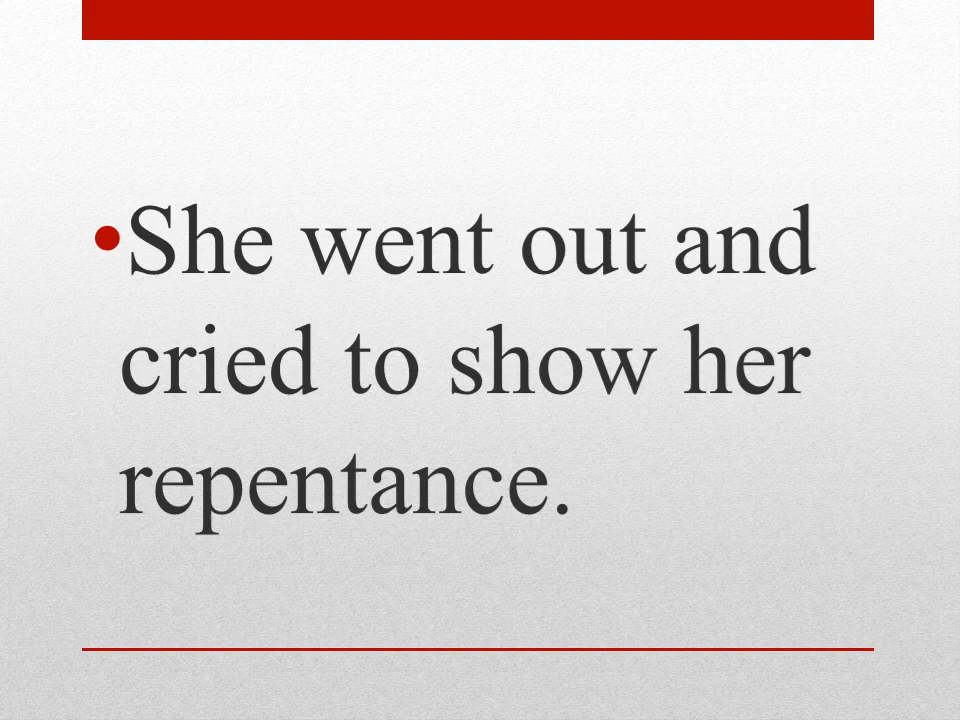 •She went out and
cried to show her
repentance.